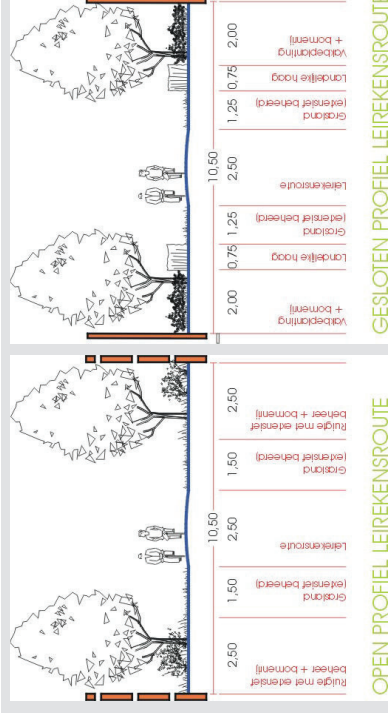 10,50
2,50
1,50
2,50
1,50
2,50
Ruigte met extensief
beheer + bomenrij
Grasland
(extensief beheerd)
Leirekensroute
Grasland
(extensief beheerd)
Ruigte met extensief
beheer + bomenrij
OPEN PROFIEL LEIREKENSROUTE
10,50
2,00
0,75
1,25
2,50
1,25
0,75
2,00
Vakbeplanting
+ bomenrij
Landelijke haag
Grasland
(extensief beheerd)
Leirekensroute
Grasland
(extensief beheerd)
Landelijke haag
Vakbeplanting
+ bomenrij
GESLOTEN PROFIEL LEIREKENSROUTE